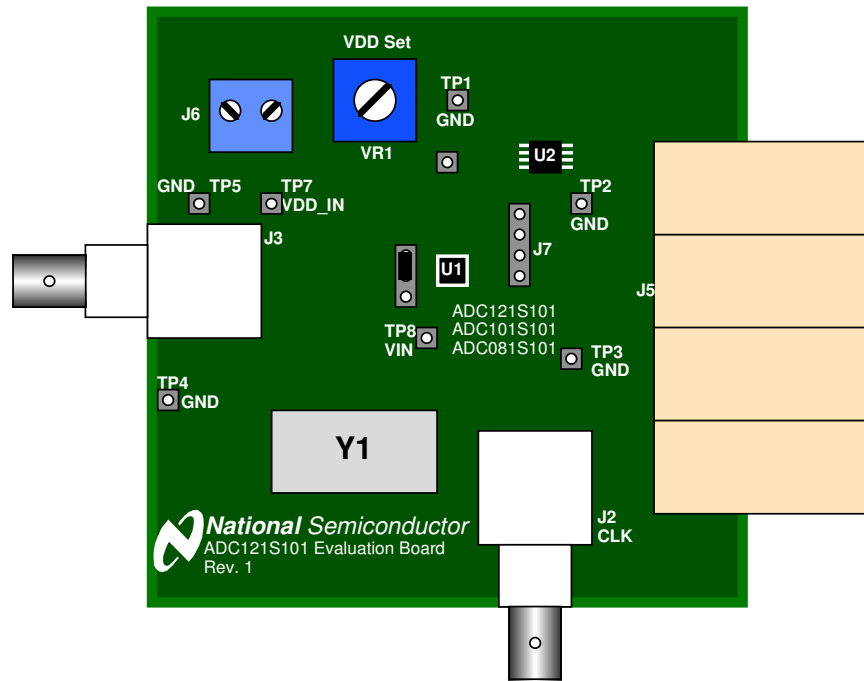 VDD Set
J6
TP1
GND
VR1
U2
GND TP5
TP7
VDD_IN
TP2
GND
J3
J7
U1
J5
ADC121S101
ADC101S101
ADC081S101
TP8
VIN
TP3
GND
TP4
GND
Y1
National Semiconductor
ADC121S101 Evaluation Board
Rev. 1
J2
CLK